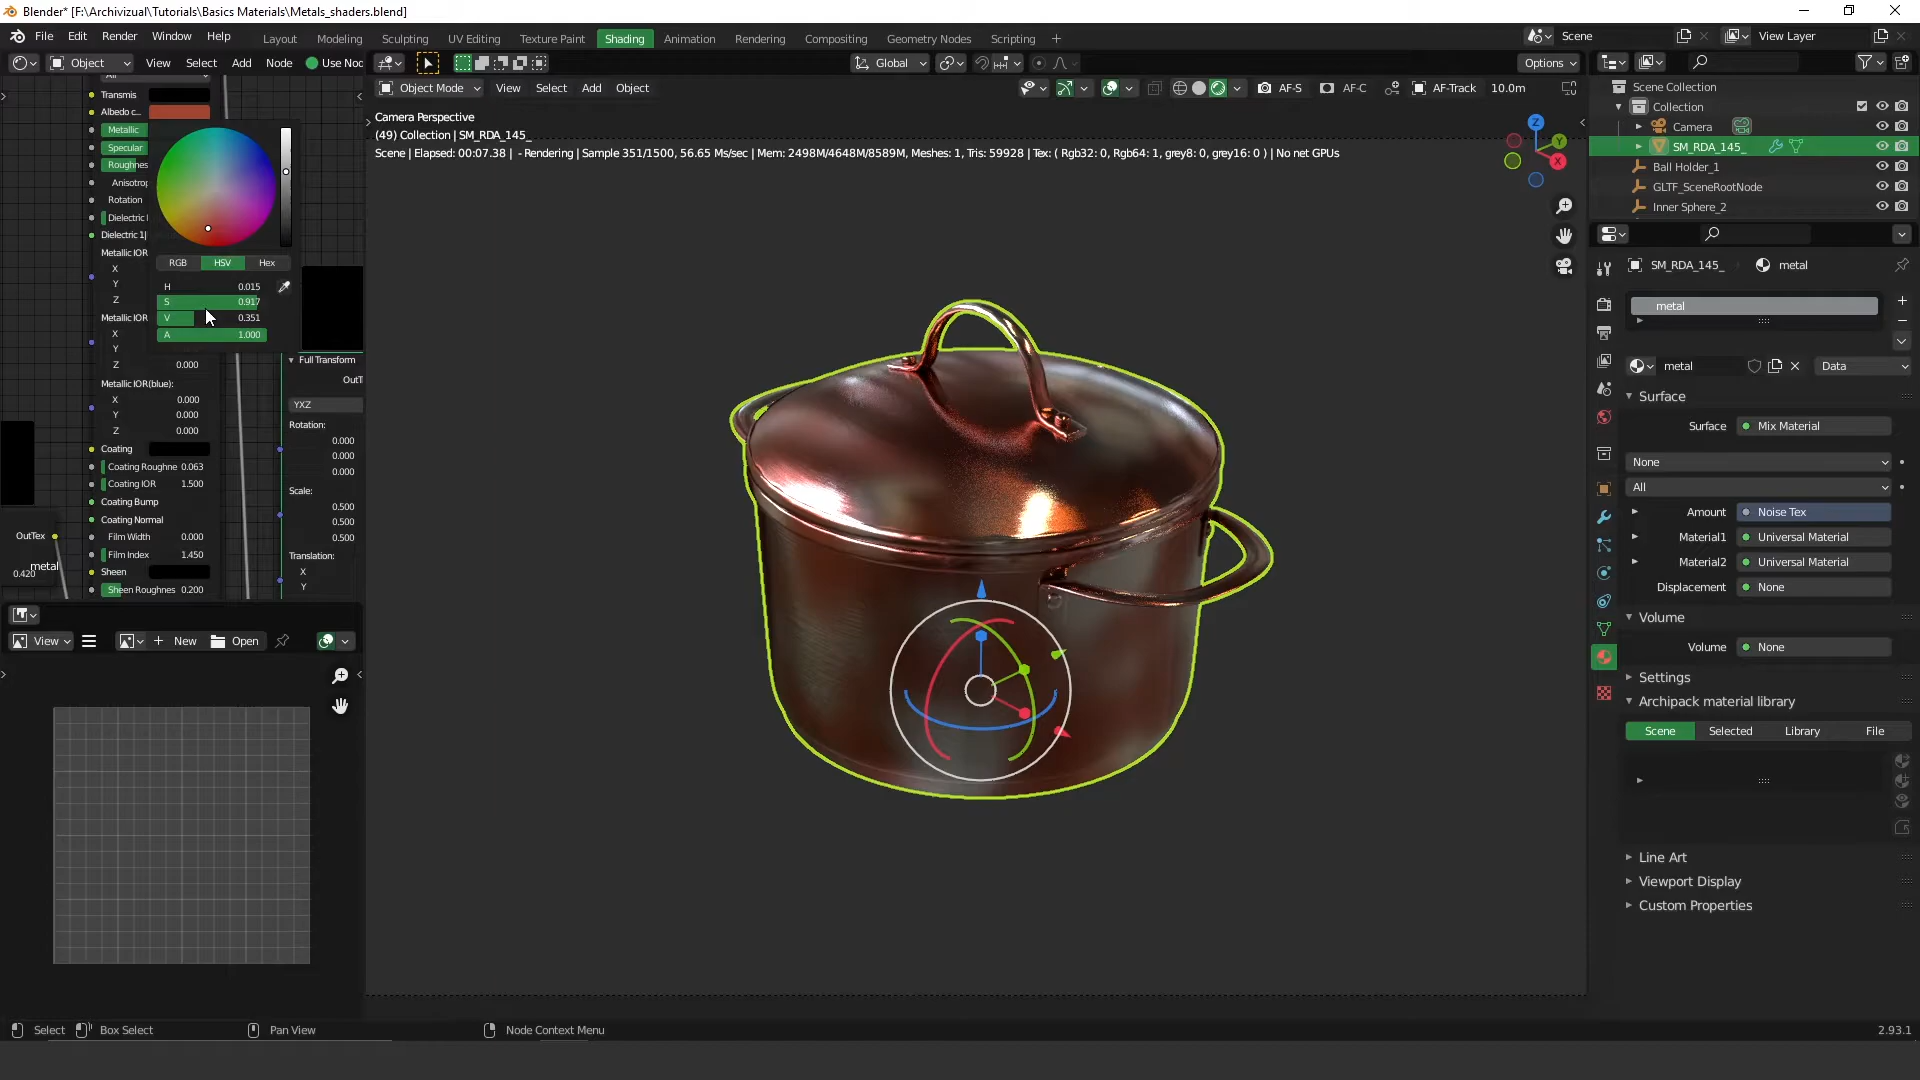 Blender* [F:\Archivizual\Tutorials\Basics Materials\Metals_shaders.blend]
File Edit Render Window Help
Layout Modeling Sculpting UV Editing Texture Paint Shading Animation Rendering Compositing Geometry Nodes Scripting +
Scene View Layer
Object View Select Add Node Use Noc
Global Options
Object Mode View Select Add Object
AF-S AF-C AF-Track 10.0m
Camera Perspective
(49) Collection | SM_RDA_145_
Scene | Elapsed: 00:07.38 | - Rendering | Sample 351/1500, 56.65 Ms/sec | Mem: 2498M/4648M/8589M, Meshes: 1, Tris: 59928 | Tex: ( Rgb32: 0, Rgb64: 1, grey8: 0, grey16: 0 ) | No net GPUs
Z
Y
X
Transmis
Albedo c...
Metallic
Specular
Roughnes
Anisotrop
Rotation
Dielectric
Dielectric 1|
Metallic IOR
X
Y
Z
Metallic IOR
X
Y
Z 0.000
Metallic IOR(blue):
X 0.000
Y 0.000
Z 0.000
Coating
Coating Roughne 0.063
Coating IOR 1.500
Coating Bump
Coating Normal
Film Width 0.000
Film Index 1.450
Sheen
Sheen Roughnes 0.200
RGB HSV Hex
H 0.015
S 0.917
V 0.351
A 1.000
Full Transform
OutT
YXZ
Rotation:
0.000
0.000
0.000
Scale:
0.500
0.500
0.500
Translation:
X
Y
OutTex
metal
0.420
View New Open
Scene Collection
Collection
Camera
SM_RDA_145_
Ball Holder_1
GLTF_SceneRootNode
Inner Sphere_2
SM_RDA_145_ metal
metal
metal Data
Surface
Surface Mix Material
None
All
Amount Noise Tex
Material1 Universal Material
Material2 Universal Material
Displacement None
Volume
Volume None
Settings
Archipack material library
Scene Selected Library File
Line Art
Viewport Display
Custom Properties
Select Box Select Pan View Node Context Menu 2.93.1